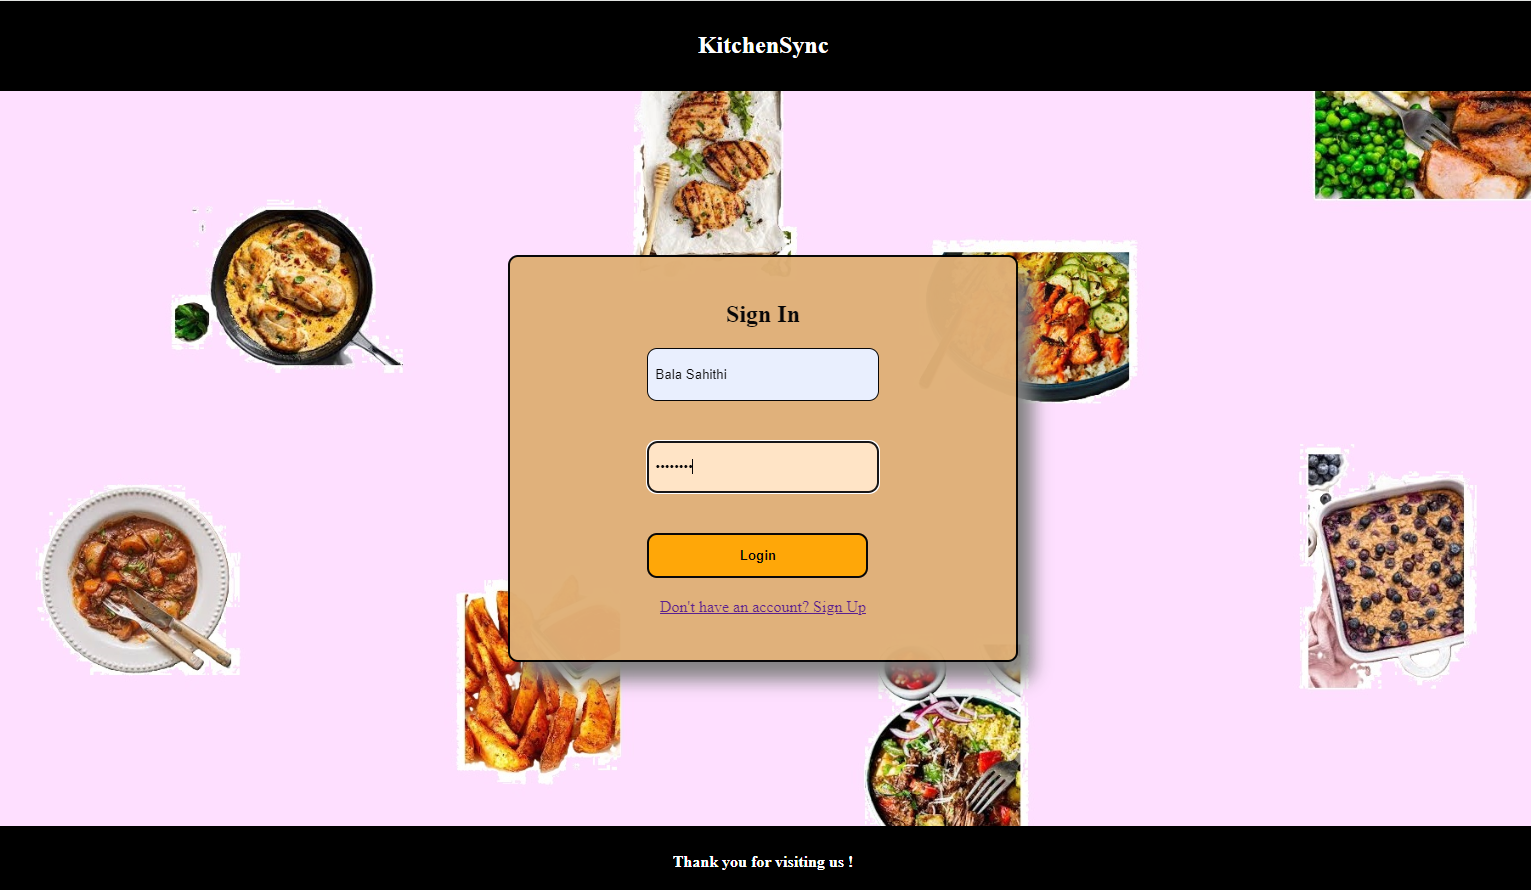 KitchenSync
Sign In
Bala Sahithi
••••••••
Login
Don't have an account? Sign Up
Thank you for visiting us !